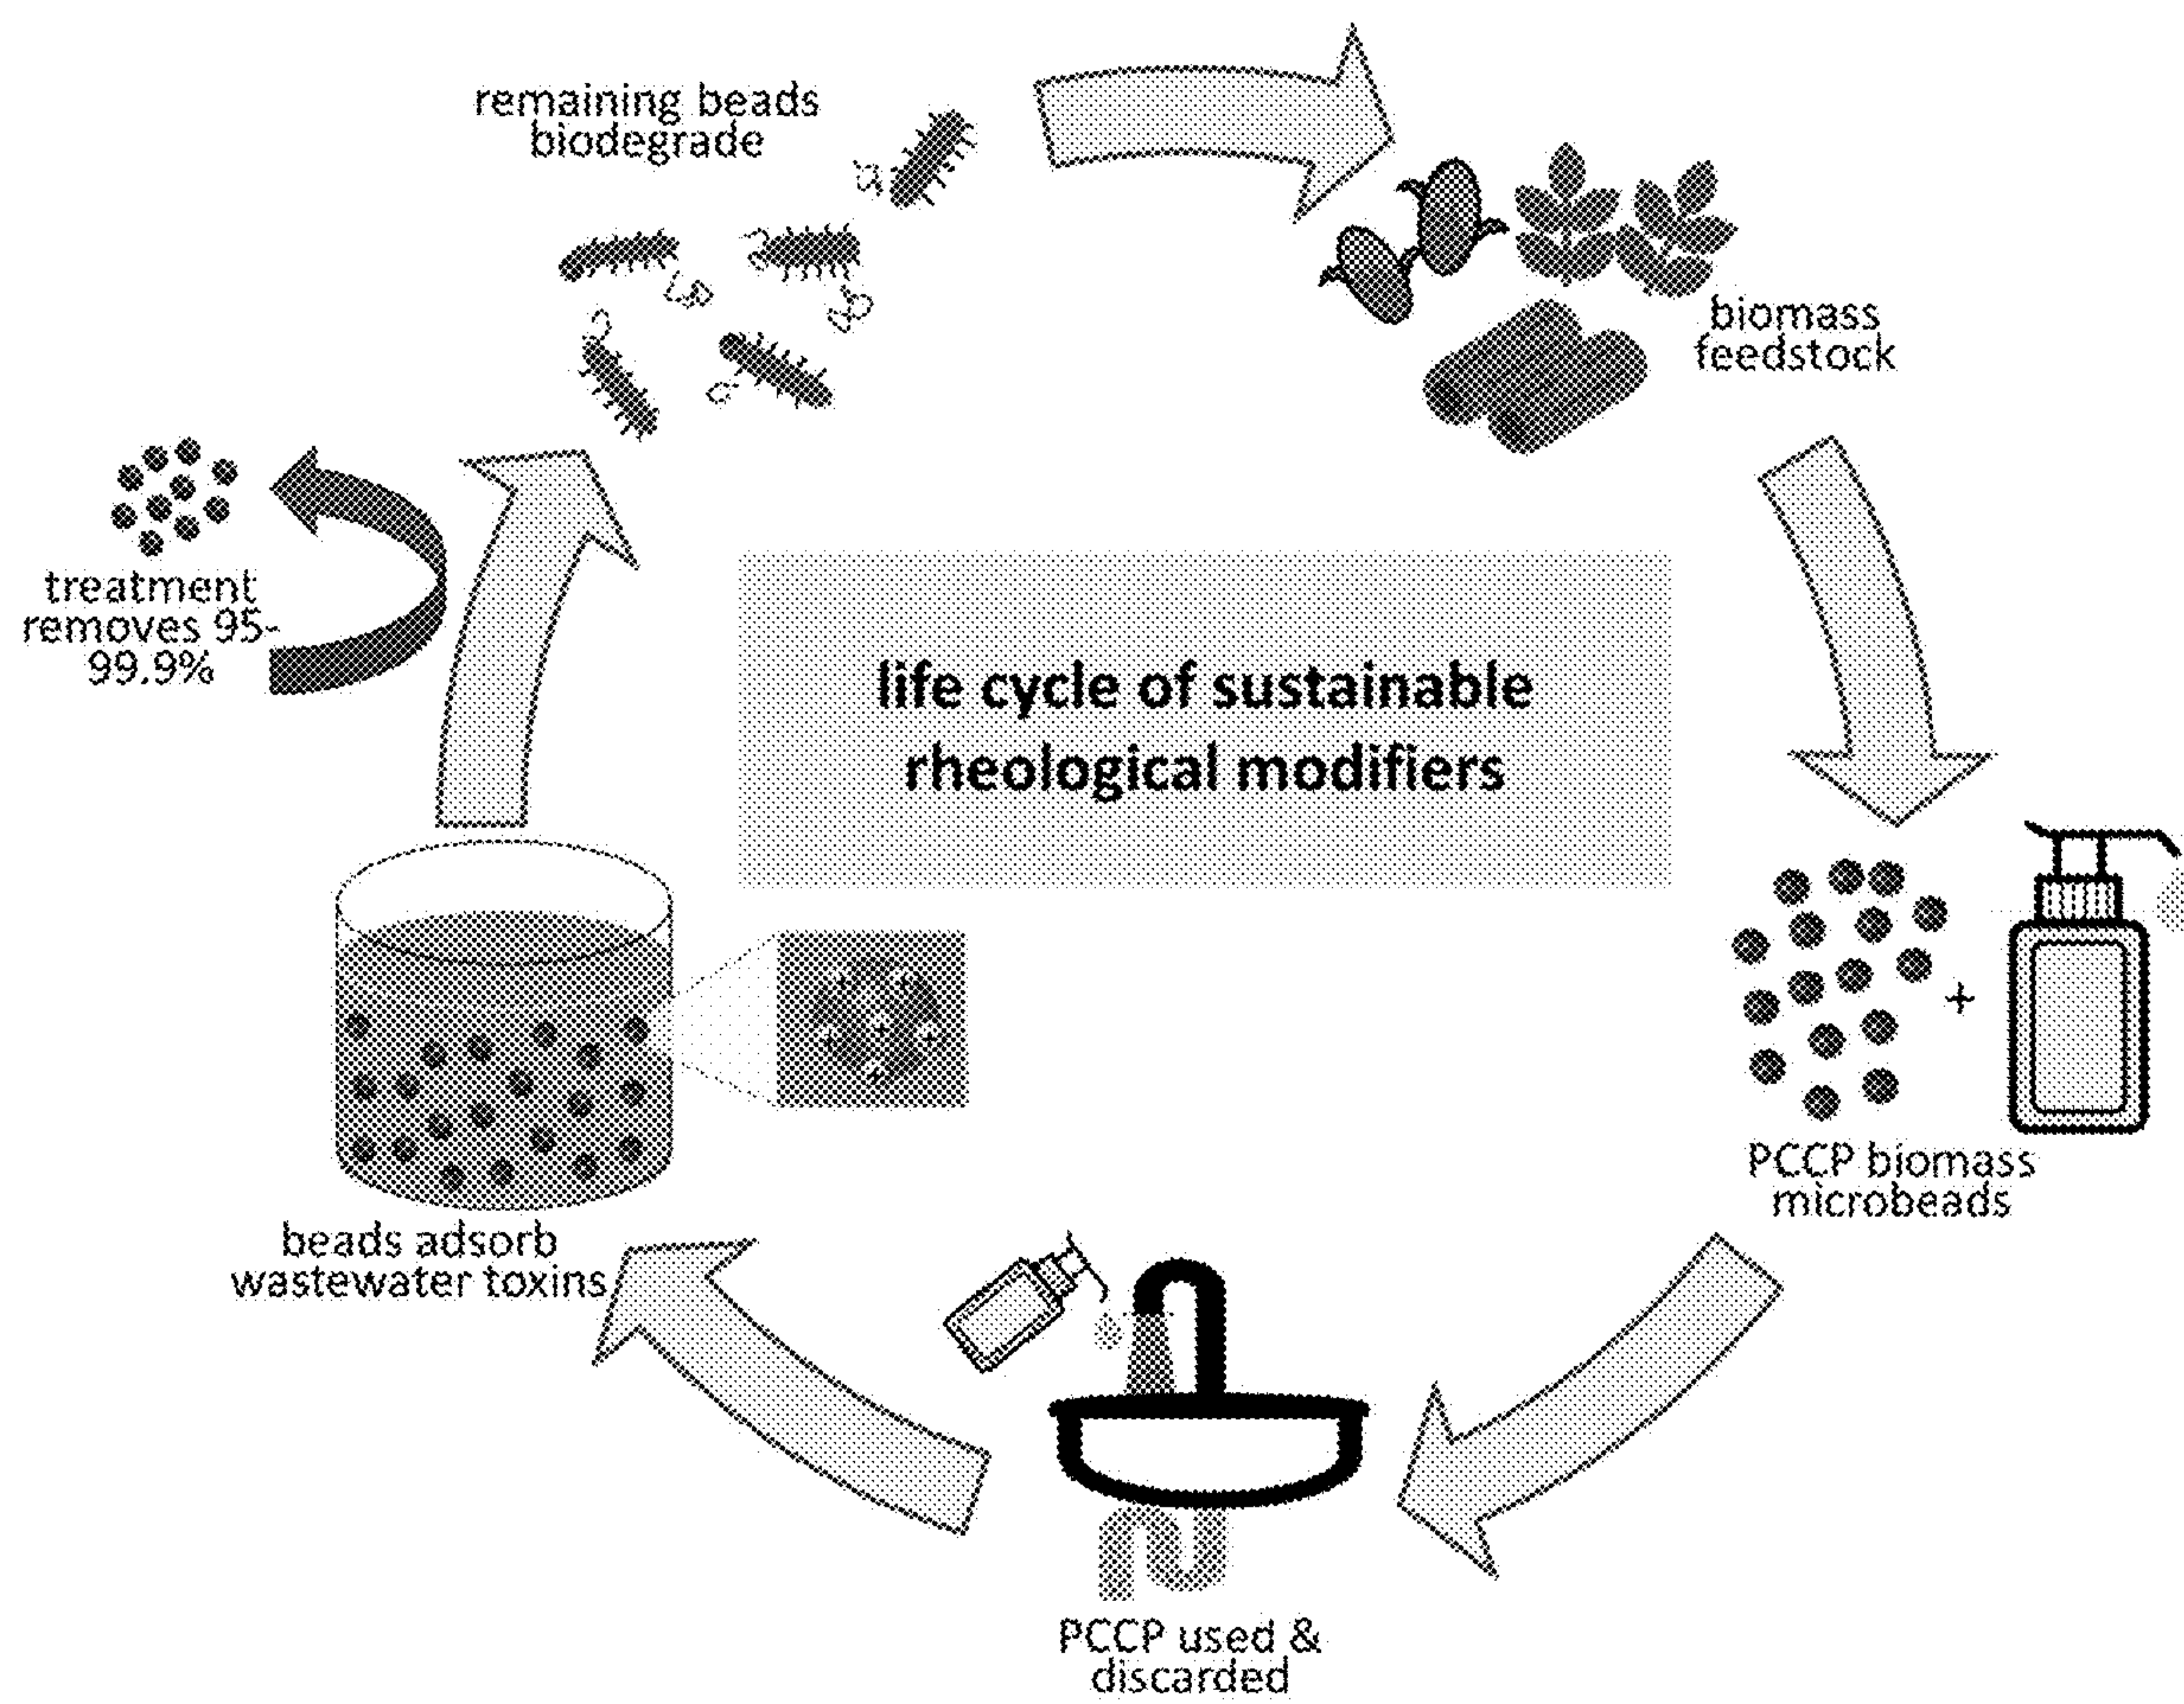 remaining beads
biodegrade
biomass
feedstock
treatment
removes 95-
99.9%
life cycle of sustainable
rheological modifiers
+
PCCP biomass
microbeads
beads adsorb
wastewater toxins
PCCP used &
discarded